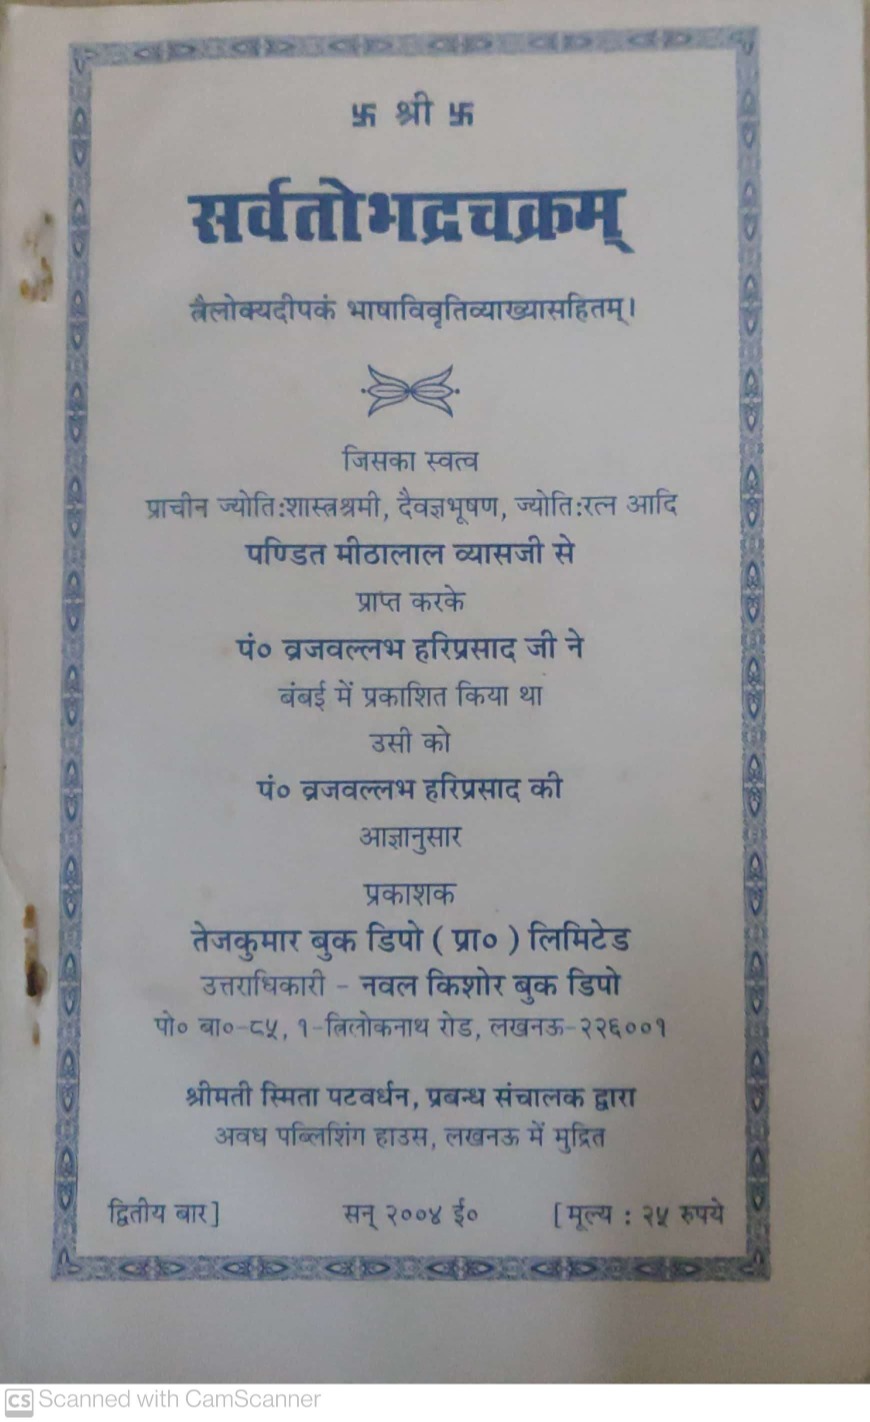 卐 श्री 卐
सर्वतोभद्रचक्रम्
त्रैलोक्यदीपकं भाषाविवृतिव्याख्यासहितम्।
जिसका स्वत्व
प्राचीन ज्योति:शास्त्रश्रमी, दैवज्ञभूषण, ज्योति:रत्न आदि
पण्डित मीठालाल व्यासजी से
प्राप्त करके
पं० व्रजवल्लभ हरिप्रसाद जी ने
बंबई में प्रकाशित किया था
उसी को
पं० व्रजवल्लभ हरिप्रसाद की
आज्ञानुसार
प्रकाशक
तेजकुमार बुक डिपो ( प्रा० ) लिमिटेड
उत्तराधिकारी - नवल किशोर बुक डिपो
पो० बा०-८५, १-त्रिलोकनाथ रोड, लखनऊ-२२६००१
श्रीमती स्मिता पटवर्धन, प्रबन्ध संचालक द्वारा
अवध पब्लिशिंग हाउस, लखनऊ में मुद्रित
द्वितीय बार] सन् २००४ ई० [मूल्य : २५ रुपये
CS Scanned with CamScanner